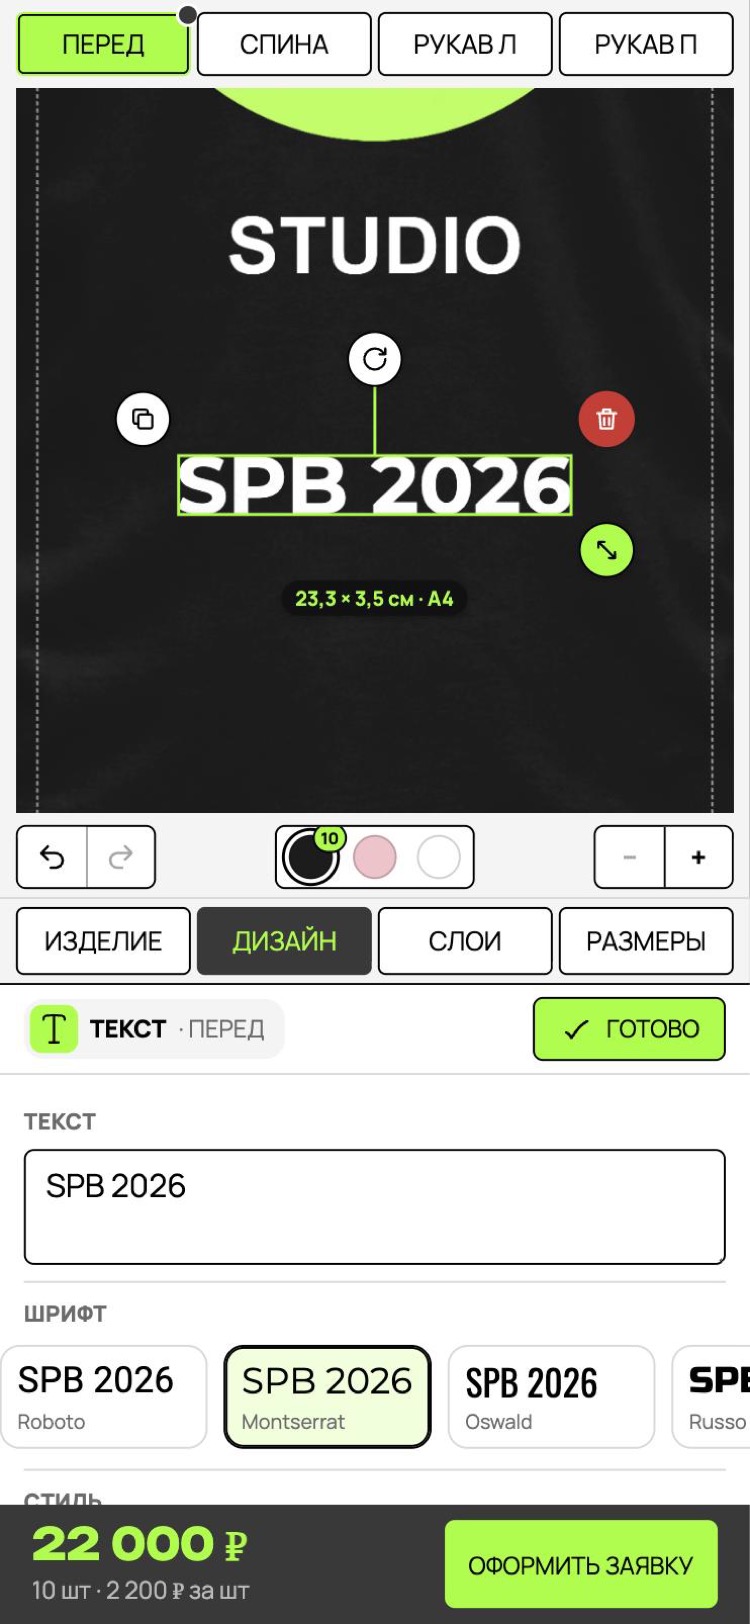 ПЕРЕД СПИНА РУКАВ Л РУКАВ П
STUDIO
SPB 2026
23,3 × 3,5 см · A4
10
− +
ИЗДЕЛИЕ ДИЗАЙН СЛОИ РАЗМЕРЫ
T ТЕКСТ · ПЕРЕД ГОТОВО
ТЕКСТ
SPB 2026
ШРИФТ
SPB 2026 SPB 2026 SPB 2026 SPB
Roboto Montserrat Oswald Russo
СТИЛЬ
22 000 ₽
10 шт · 2 200 ₽ за шт
ОФОРМИТЬ ЗАЯВКУ